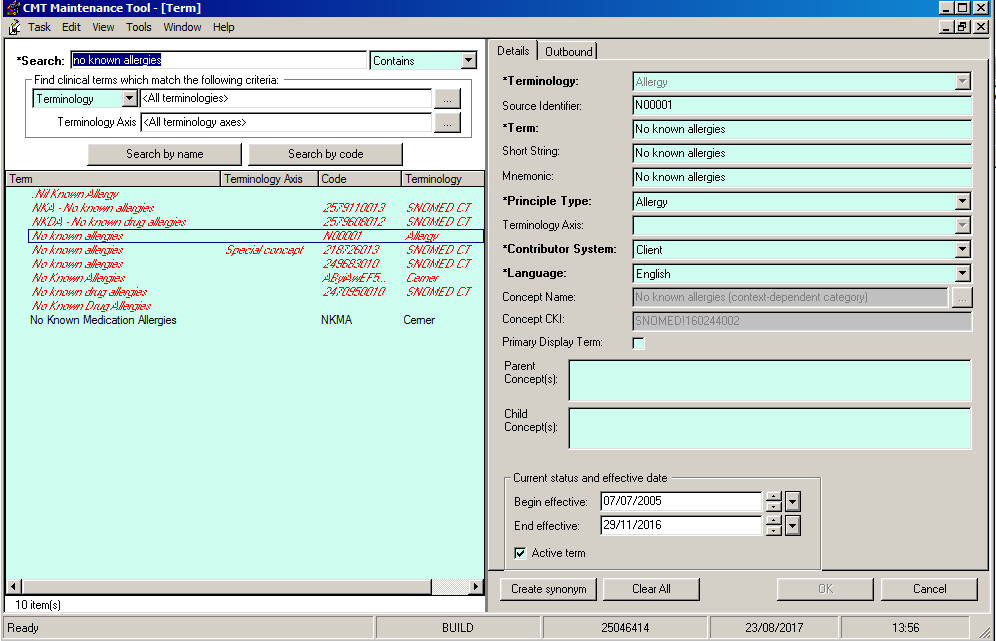 CMT Maintenance Tool - [Term]
Task Edit View Tools Window Help
*Search: no known allergies Contains
Find clinical terms which match the following criteria:
Terminology <All terminologies> ...
Terminology Axis <All terminology axes> ...
Search by name Search by code
Term Terminology Axis Code Terminology
.Nil Known Allergy
NKA - No known allergies 2579110013 SNOMED CT
NKDA - No known drug allergies 2579608012 SNOMED CT
No known allergies N00001 Allergy
No known allergies Special concept 218726013 SNOMED CT
No known allergies 249683010 SNOMED CT
No Known Allergies Cerner
No known drug allergies 2470950010 SNOMED CT
No Known Drug Allergies
No Known Medication Allergies NKMA Cerner
10 item(s)
Details Outbound
*Terminology: Allergy
Source Identifier: N00001
*Term: No known allergies
Short String: No known allergies
Mnemonic: No known allergies
*Principle Type: Allergy
Terminology Axis:
*Contributor System: Client
*Language: English
Concept Name: No known allergies (context-dependent category) ...
Concept CKI: SNOMED!160244002
Primary Display Term:
Parent
Concept(s):
Child
Concept(s):
Current status and effective date
Begin effective: 07/07/2005
End effective: 29/11/2016
Active term
Create synonym Clear All OK Cancel
Ready BUILD 25046414 23/08/2017 13:56